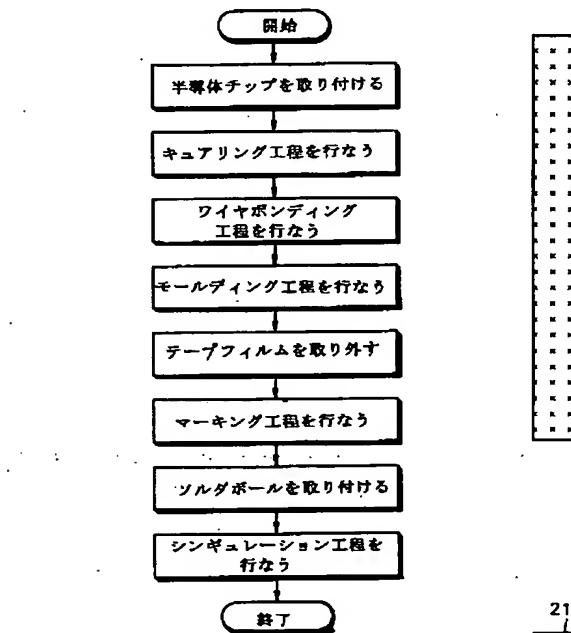 開始
半導体チップを取り付ける
キュアリング工程を行なう
ワイヤボンディング
工程を行なう
モールディング工程を行なう
テープフィルムを取り外す
マーキング工程を行なう
ソルダボールを取り付ける
シンギュレーション工程を
行なう
終了
21